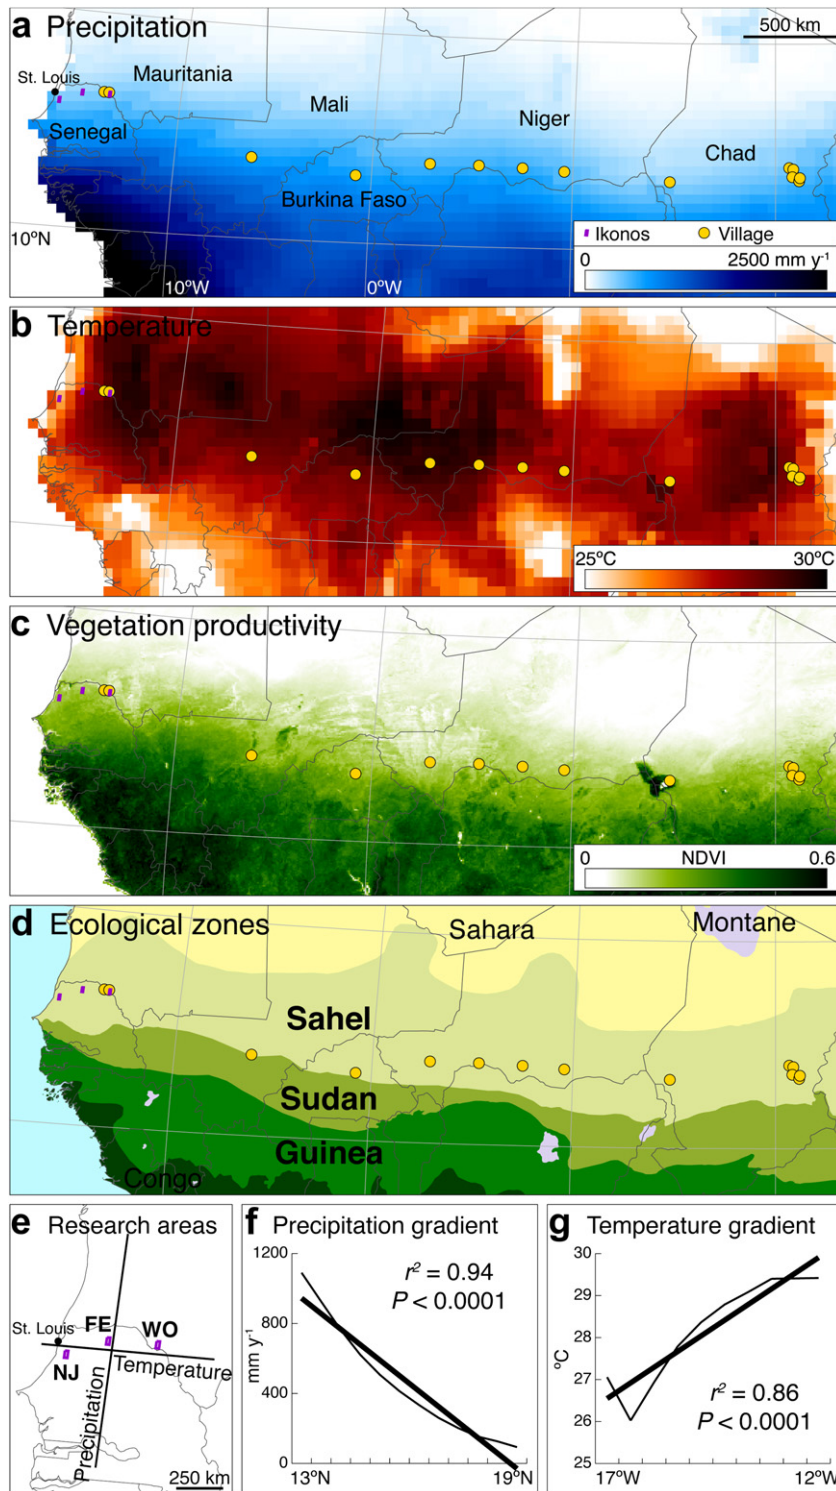 a Precipitation
500 km
St. Louis
Mauritania
Mali
Niger
Senegal
Chad
Burkina Faso
10ºN
Ikonos Village
0 2500 mm y⁻¹
10ºW 0ºW
b Temperature
25ºC 30ºC
c Vegetation productivity
0 NDVI 0.6
d Ecological zones
Sahara
Montane
Sahel
Sudan
Guinea
Congo
e Research areas
St. Louis
FE
WO
NJ
Temperature
Precipitation
250 km
f Precipitation gradient
1200
800
400
0
mm y⁻¹
r² = 0.94
P < 0.0001
13ºN 19ºN
g Temperature gradient
30
29
28
27
26
25
ºC
r² = 0.86
P < 0.0001
17ºW 12ºW